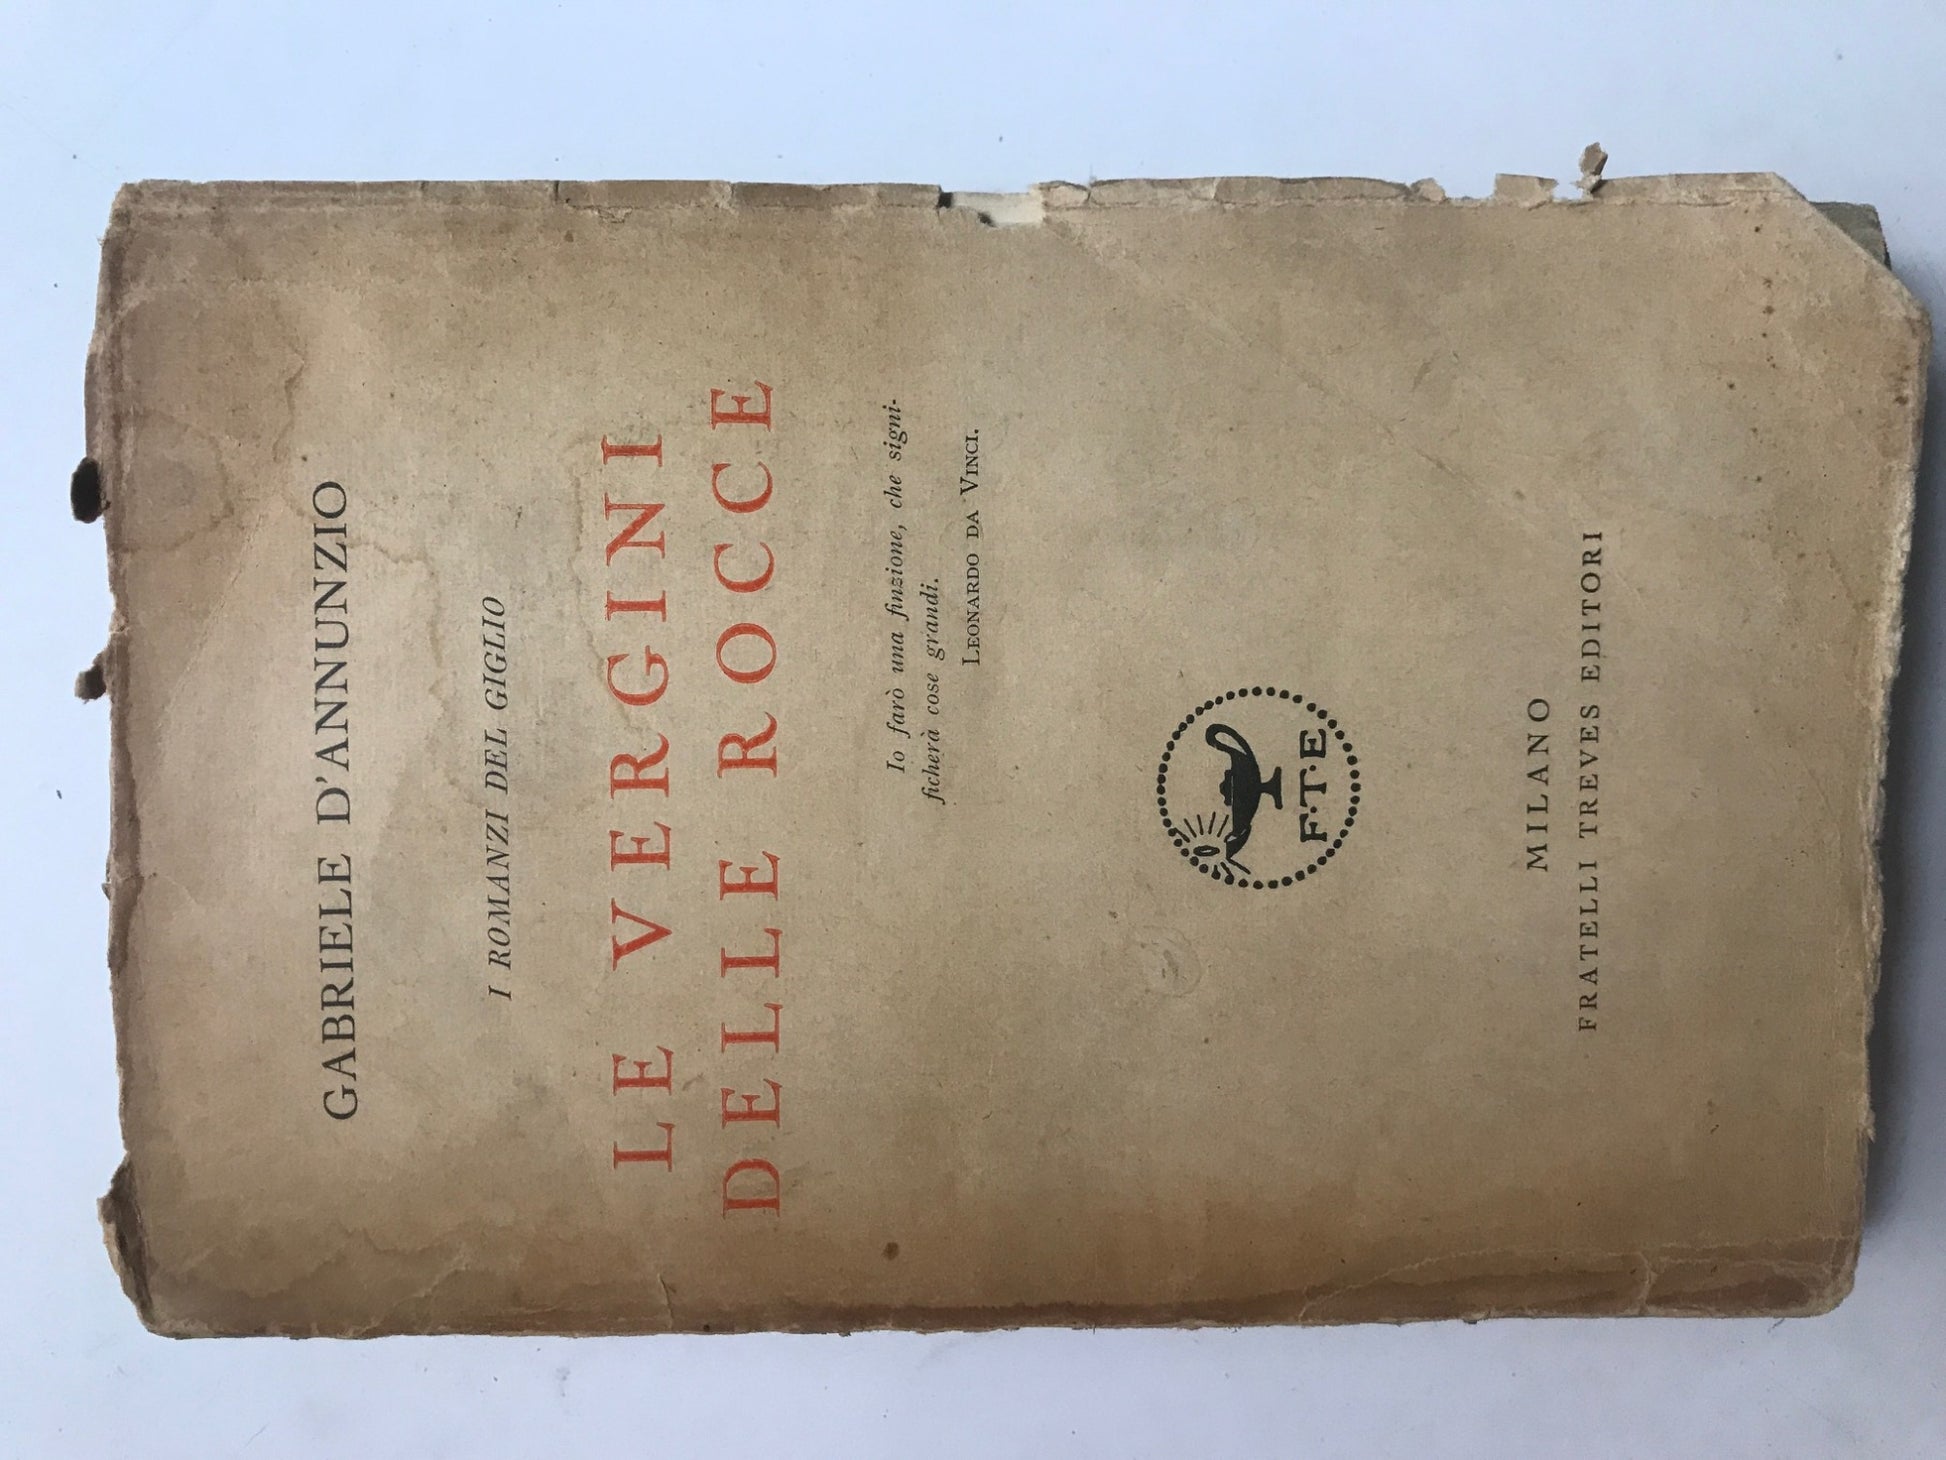 GABRIELE D'ANNUNZIO
I ROMANZI DEL GIGLIO
LE VERGINI
DELLE ROCCE
Io farò una finzione, che signi-
ficherà cose grandi.
LEONARDO DA VINCI.
F·T·E
MILANO
FRATELLI TREVES EDITORI